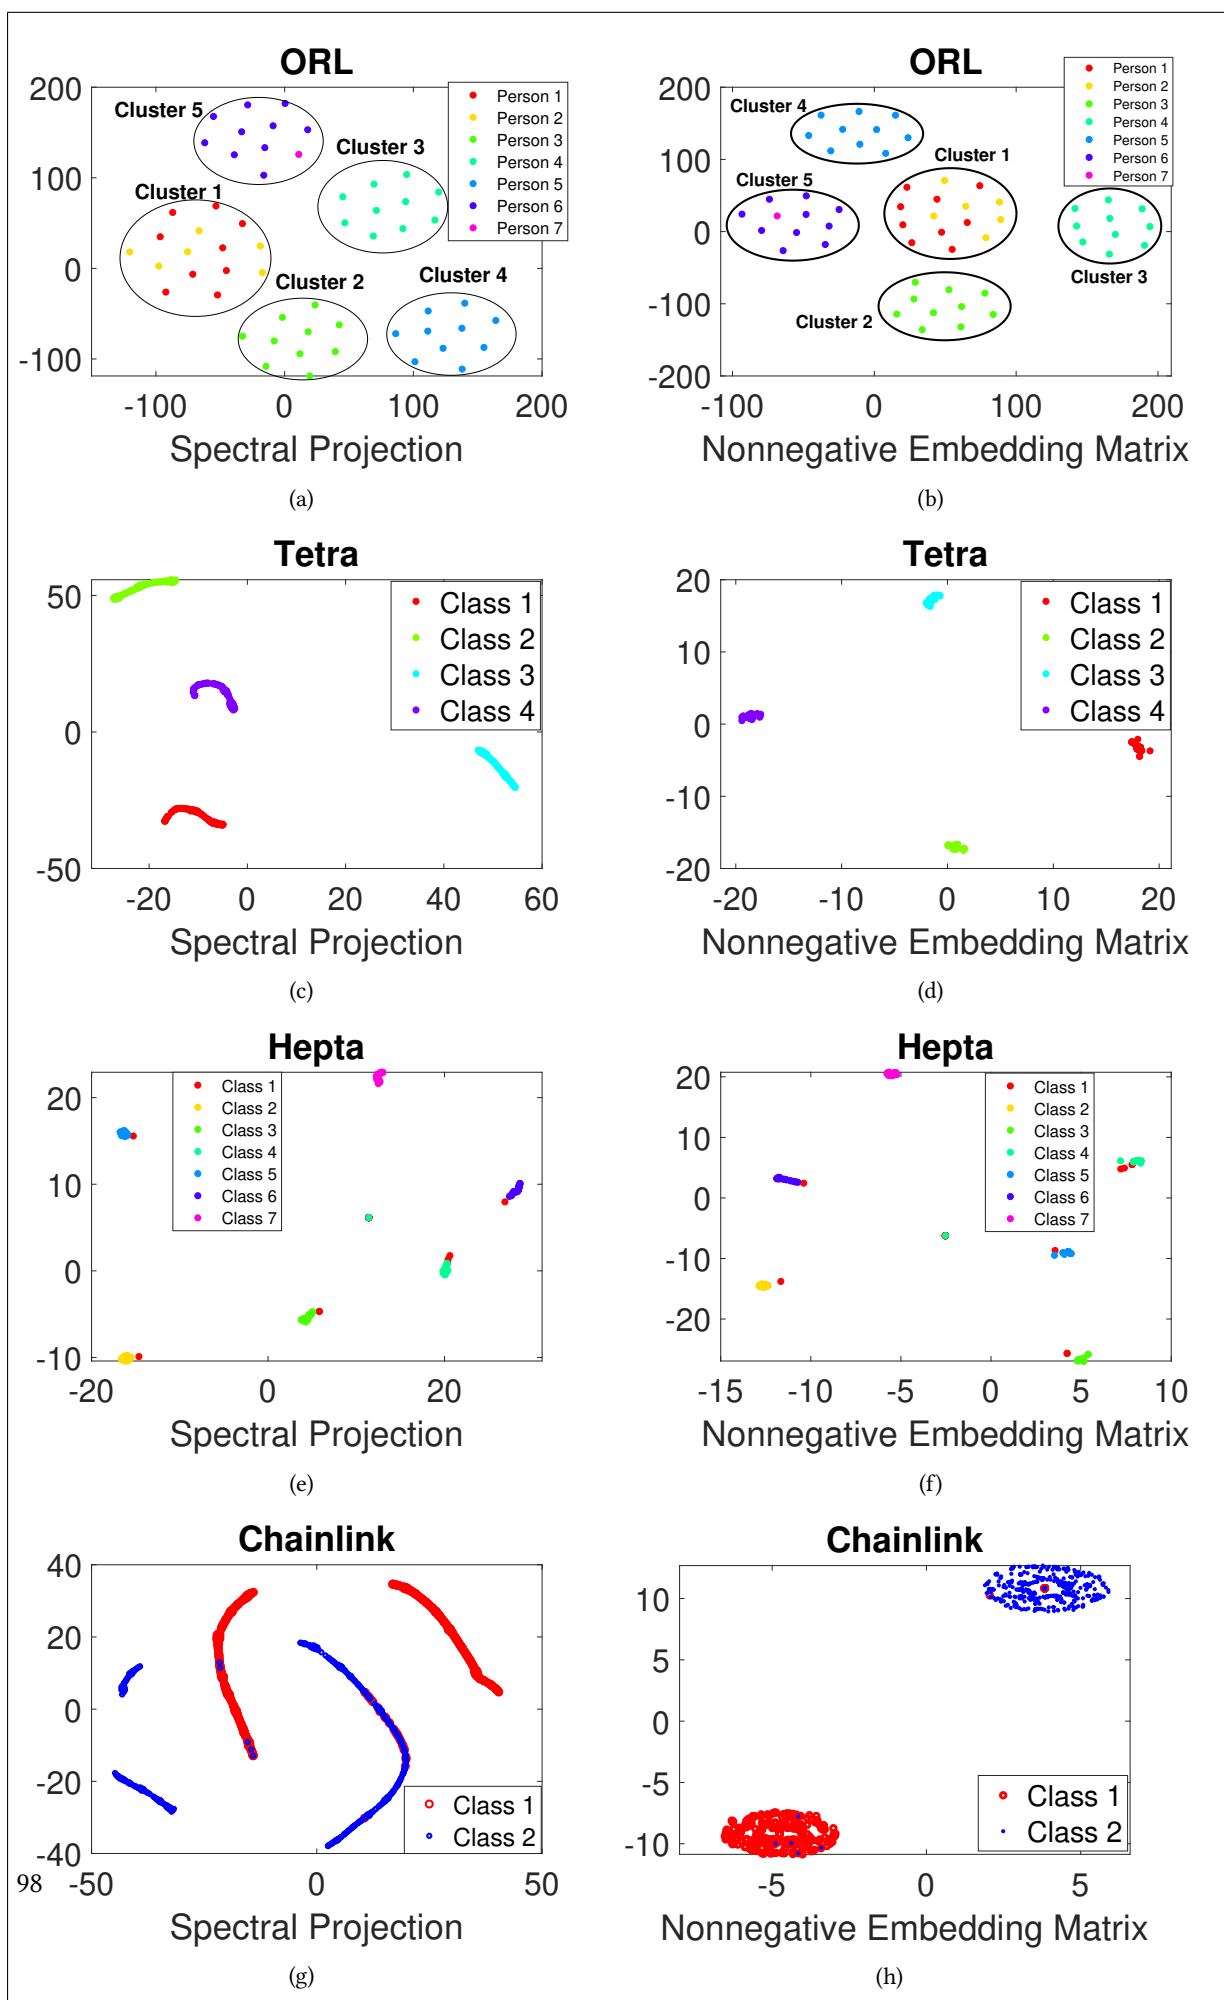 ORL
200
100
0
-100
-100
0
100
200
Cluster 5
Cluster 3
Cluster 1
Cluster 2
Cluster 4
Person 1
Person 2
Person 3
Person 4
Person 5
Person 6
Person 7
Spectral Projection
(a)
ORL
200
100
0
-100
-200
-100
0
100
200
Cluster 4
Cluster 1
Cluster 5
Cluster 3
Cluster 2
Person 1
Person 2
Person 3
Person 4
Person 5
Person 6
Person 7
Nonnegative Embedding Matrix
(b)
Tetra
50
0
-50
-20
0
20
40
60
Class 1
Class 2
Class 3
Class 4
Spectral Projection
(c)
Tetra
20
10
0
-10
-20
-20
-10
0
10
20
Class 1
Class 2
Class 3
Class 4
Nonnegative Embedding Matrix
(d)
Hepta
20
10
0
-10
-20
0
20
Class 1
Class 2
Class 3
Class 4
Class 5
Class 6
Class 7
Spectral Projection
(e)
Hepta
20
10
0
-10
-20
-15
-10
-5
0
5
10
Class 1
Class 2
Class 3
Class 4
Class 5
Class 6
Class 7
Nonnegative Embedding Matrix
(f)
Chainlink
40
20
0
-20
-40
-50
0
50
Class 1
Class 2
Spectral Projection
(g)
Chainlink
10
5
0
-5
-10
-5
0
5
Class 1
Class 2
Nonnegative Embedding Matrix
(h)
98